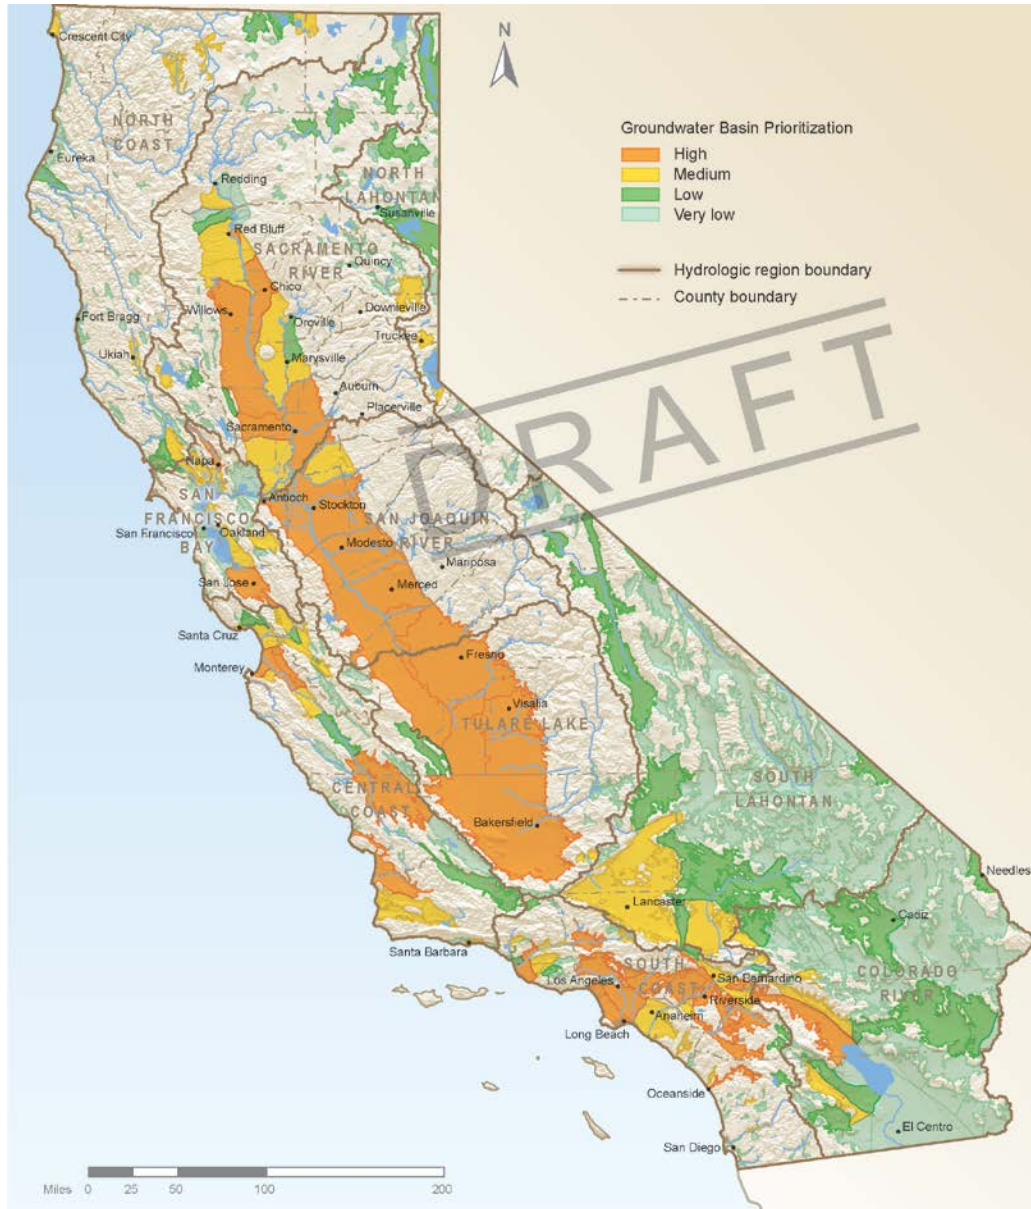 Crescent City
N
NORTH
COAST
Groundwater Basin Prioritization
High
Medium
Low
Very low
Eureka
Redding
NORTH
LAHONTAN
Susanville
Red Bluff
SACRAMENTO
RIVER
Quincy
Hydrologic region boundary
County boundary
Chico
Willows
Downieville
Fort Bragg
Oroville
Truckee
Ukiah
Marysville
Auburn
Placerville
DRAFT
Sacramento
Napa
SAN
FRANCISCO
BAY
Antioch
Stockton
SAN JOAQUIN
RIVER
San Francisco
Oakland
Modesto
Mariposa
San Jose
Merced
Santa Cruz
Fresno
Monterey
Visalia
TULARE LAKE
CENTRAL
COAST
SOUTH
LAHONTAN
Bakersfield
Needles
Lancaster
Cadiz
Santa Barbara
SOUTH
COAST
San Bernardino
COLORADO
RIVER
Los Angeles
Riverside
Anaheim
Long Beach
Oceanside
El Centro
San Diego
Miles 0 25 50 100 200